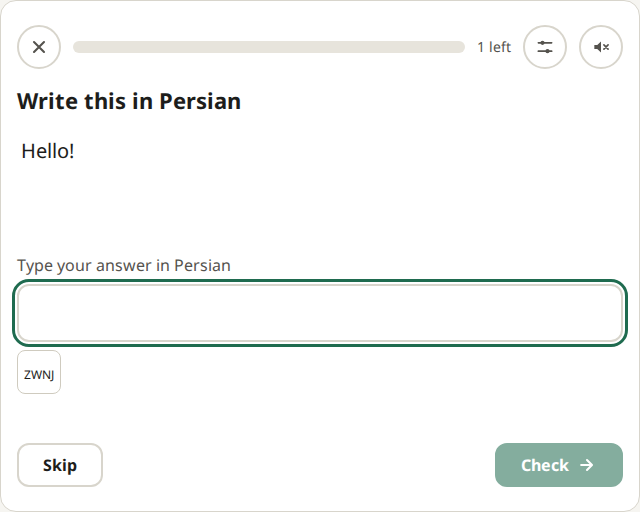 1 left
Write this in Persian
Hello!
Type your answer in Persian
ZWNJ
Skip
Check